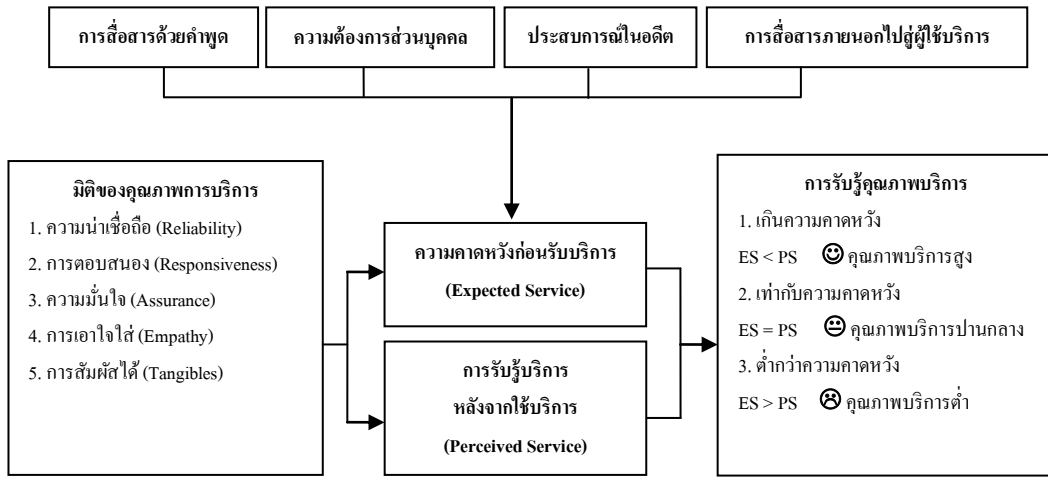 การสื่อสารด้วยคำพูด
ความต้องการส่วนบุคคล
ประสบการณ์ในอดีต
การสื่อสารภายนอกไปสู่ผู้ใช้บริการ
มิติของคุณภาพการบริการ
1. ความน่าเชื่อถือ (Reliability)
2. การตอบสนอง (Responsiveness)
3. ความมั่นใจ (Assurance)
4. การเอาใจใส่ (Empathy)
5. การสัมผัสได้ (Tangibles)
ความคาดหวังก่อนรับบริการ
(Expected Service)
การรับรู้บริการ
หลังจากใช้บริการ
(Perceived Service)
การรับรู้คุณภาพบริการ
1. เกินความคาดหวัง
ES < PS ☺ คุณภาพบริการสูง
2. เท่ากับความคาดหวัง
ES = PS 😐 คุณภาพบริการปานกลาง
3. ต่ำกว่าความคาดหวัง
ES > PS ☹ คุณภาพบริการต่ำ